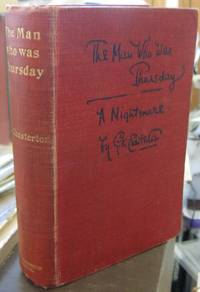 The Man
who was
Thursday
Chesterton
The Man Who Was
Thursday
A Nightmare
by G.K. Chesterton